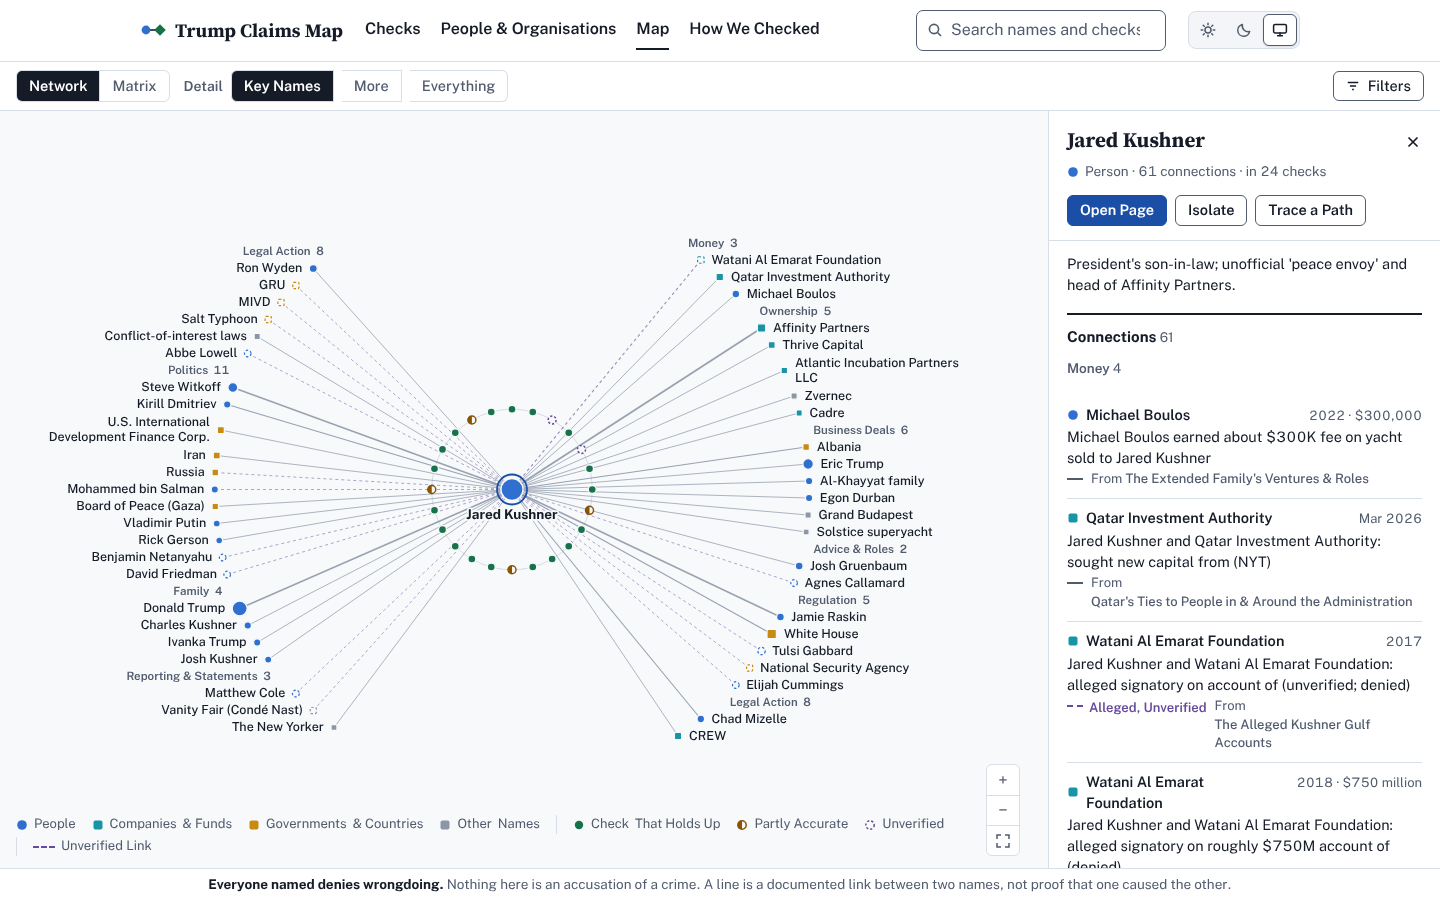 Trump Claims Map
Checks
People & Organisations
Map
How We Checked
Search names and checks
Network
Matrix
Detail
Key Names
More
Everything
Filters
Legal Action 8
Ron Wyden
GRU
MIVD
Salt Typhoon
Conflict-of-interest laws
Abbe Lowell
Politics 11
Steve Witkoff
Kirill Dmitriev
U.S. International
Development Finance Corp.
Iran
Russia
Mohammed bin Salman
Board of Peace (Gaza)
Vladimir Putin
Rick Gerson
Benjamin Netanyahu
David Friedman
Family 4
Donald Trump
Charles Kushner
Ivanka Trump
Josh Kushner
Reporting & Statements 3
Matthew Cole
Vanity Fair (Condé Nast)
The New Yorker
Jared Kushner
Money 3
Watani Al Emarat Foundation
Qatar Investment Authority
Michael Boulos
Ownership 5
Affinity Partners
Thrive Capital
Atlantic Incubation Partners
LLC
Zvernec
Cadre
Business Deals 6
Albania
Eric Trump
Al-Khayyat family
Egon Durban
Grand Budapest
Solstice superyacht
Advice & Roles 2
Josh Gruenbaum
Agnes Callamard
Regulation 5
Jamie Raskin
White House
Tulsi Gabbard
National Security Agency
Elijah Cummings
Legal Action 8
Chad Mizelle
CREW
People
Companies & Funds
Governments & Countries
Other Names
Check That Holds Up
Partly Accurate
Unverified
Unverified Link
Jared Kushner
Person · 61 connections · in 24 checks
Open Page
Isolate
Trace a Path
President's son-in-law; unofficial 'peace envoy' and
head of Affinity Partners.
Connections 61
Money 4
Michael Boulos
2022 · $300,000
Michael Boulos earned about $300K fee on yacht
sold to Jared Kushner
From The Extended Family's Ventures & Roles
Qatar Investment Authority
Mar 2026
Jared Kushner and Qatar Investment Authority:
sought new capital from (NYT)
From
Qatar's Ties to People in & Around the Administration
Watani Al Emarat Foundation
2017
Jared Kushner and Watani Al Emarat Foundation:
alleged signatory on account of (unverified; denied)
Alleged, Unverified
From
The Alleged Kushner Gulf
Accounts
Watani Al Emarat
Foundation
2018 · $750 million
Jared Kushner and Watani Al Emarat Foundation:
alleged signatory on roughly $750M account of
(denied)
Everyone named denies wrongdoing. Nothing here is an accusation of a crime. A line is a documented link between two names, not proof that one caused the other.